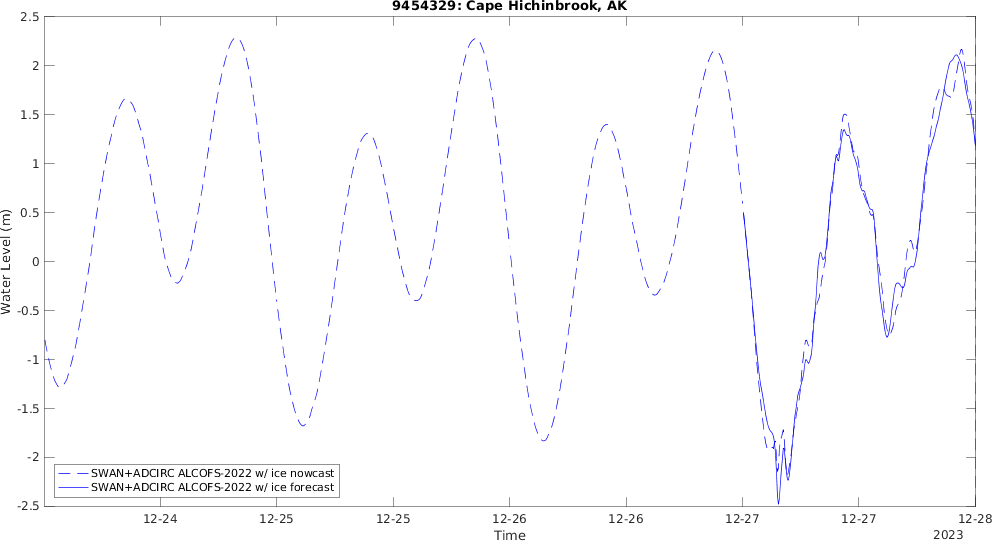 9454329: Cape Hichinbrook, AK
2.5
2
1.5
1
0.5
0
-0.5
-1
-1.5
-2
-2.5
Water Level (m)
SWAN+ADCIRC ALCOFS-2022 w/ ice nowcast
SWAN+ADCIRC ALCOFS-2022 w/ ice forecast
12-24 12-25 12-25 12-26 12-26 12-27 12-27 12-28
Time
2023